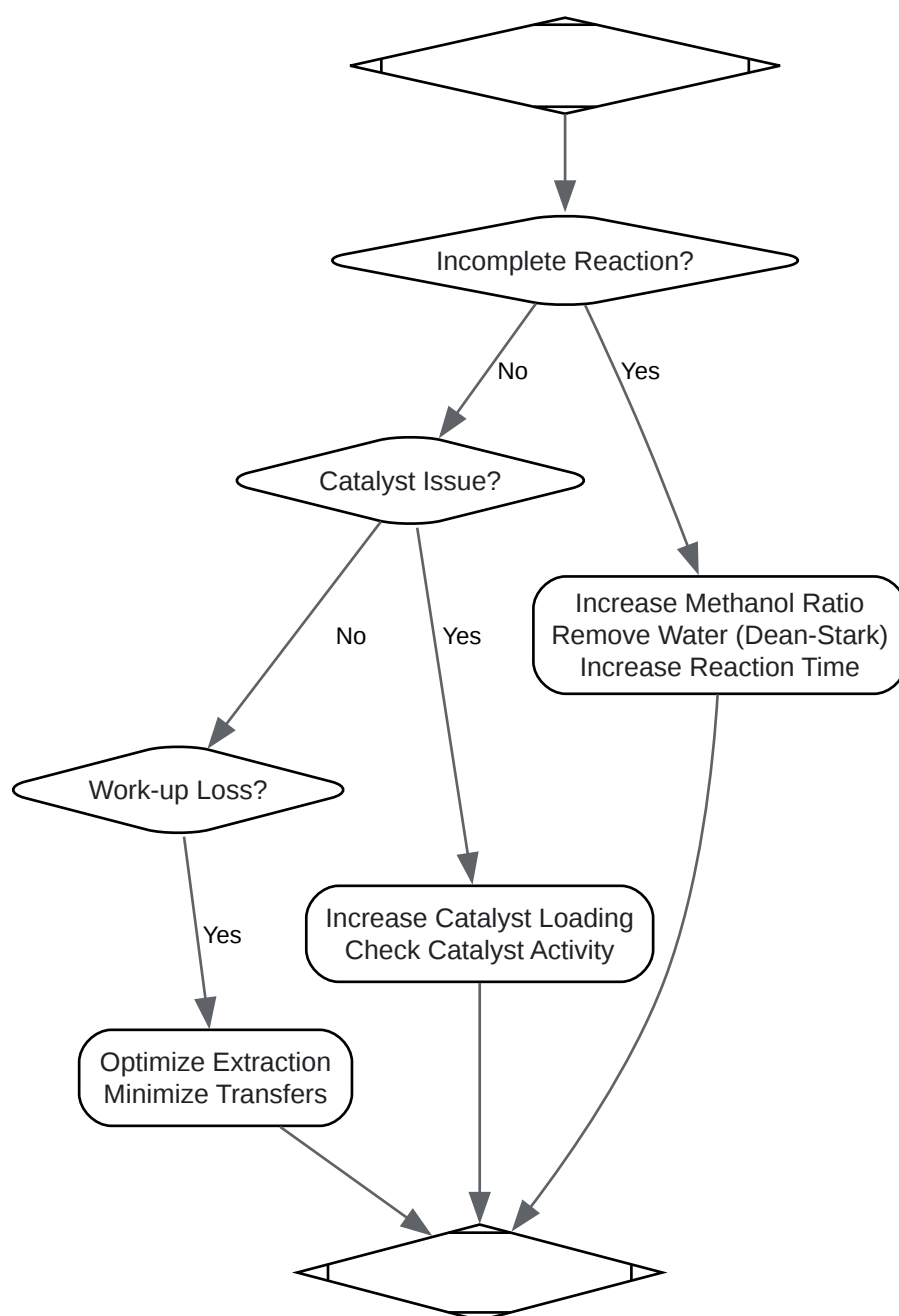 Incomplete Reaction?
No
Yes
Catalyst Issue?
Increase Methanol Ratio
Remove Water (Dean-Stark)
Increase Reaction Time
No
Yes
Work-up Loss?
Increase Catalyst Loading
Check Catalyst Activity
Yes
Optimize Extraction
Minimize Transfers